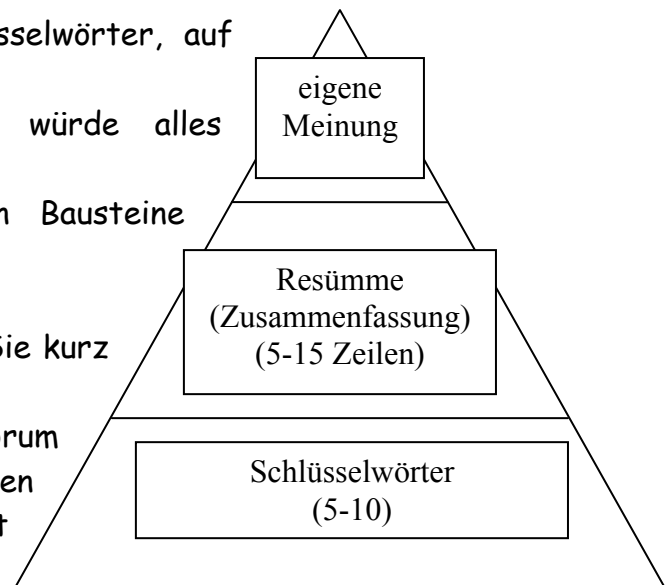 sselwörter, auf
würde alles
Bausteine
Sie kurz
rum
en
t
eigene
Meinung
Resümme
(Zusammenfassung)
(5-15 Zeilen)
Schlüsselwörter
(5-10)